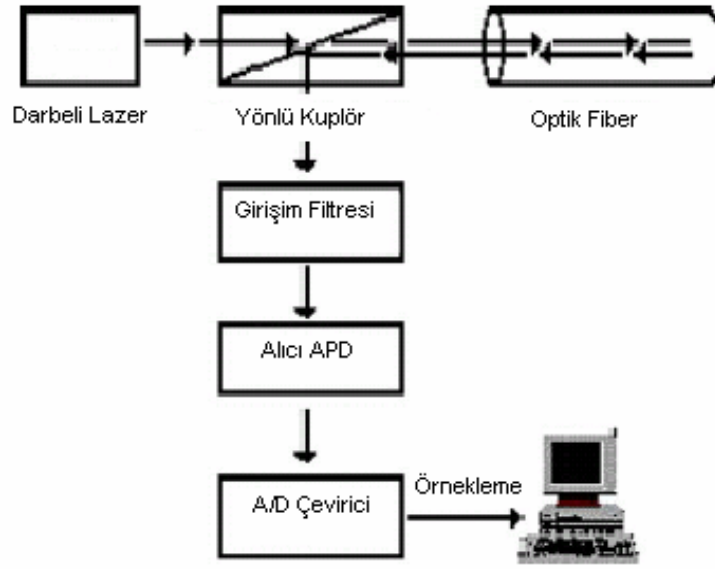 Darbeli Lazer
Yönlü Kuplör
Optik Fiber
Girişim Filtresi
Alıcı APD
A/D Çevirici
Örnekleme